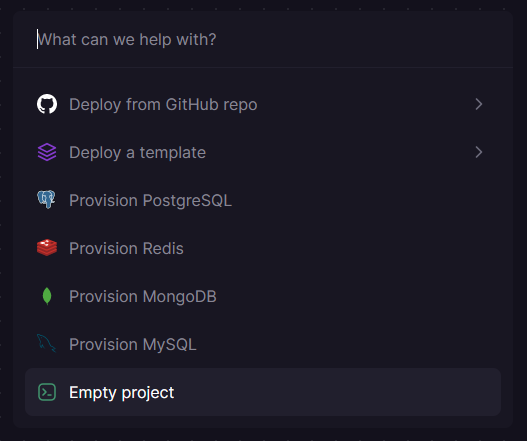 What can we help with?
Deploy from GitHub repo
Deploy a template
Provision PostgreSQL
Provision Redis
Provision MongoDB
Provision MySQL
Empty project